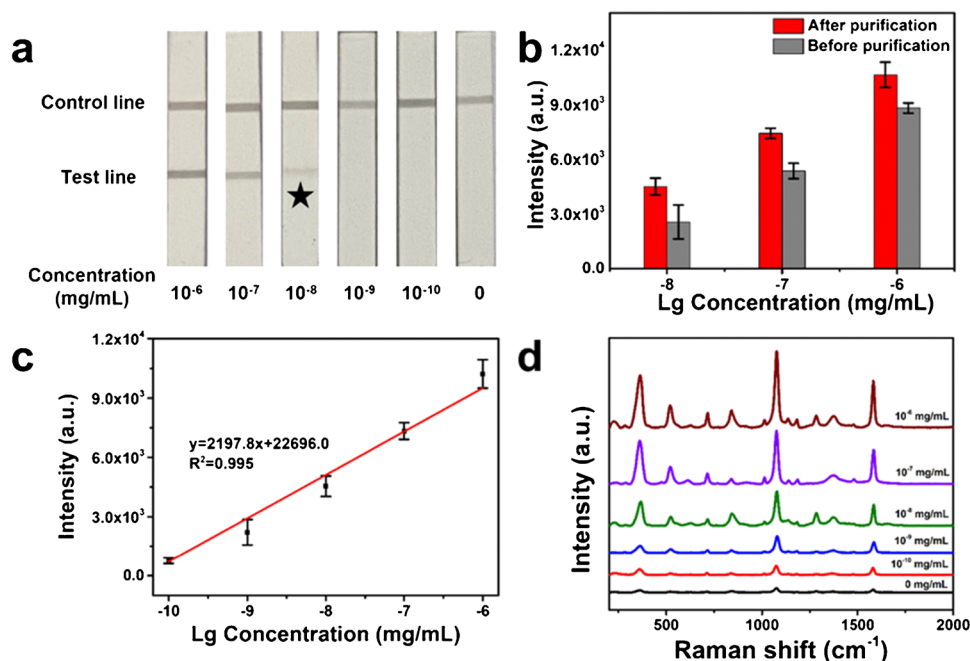 a
Control line
Test line
Concentration
(mg/mL)
10⁻⁶ 10⁻⁷ 10⁻⁸ 10⁻⁹ 10⁻¹⁰ 0
b
After purification
Before purification
Intensity (a.u.)
1.2x10⁴
9.0x10³
6.0x10³
3.0x10³
0.0
-8 -7 -6
Lg Concentration (mg/mL)
c
Intensity (a.u.)
1.2x10⁴
9.0x10³
6.0x10³
3.0x10³
0.0
y=2197.8x+22696.0
R²=0.995
-10 -9 -8 -7 -6
Lg Concentration (mg/mL)
d
Intensity (a.u.)
10⁻⁶ mg/mL
10⁻⁷ mg/mL
10⁻⁸ mg/mL
10⁻⁹ mg/mL
10⁻¹⁰ mg/mL
0 mg/mL
500 1000 1500 2000
Raman shift (cm⁻¹)